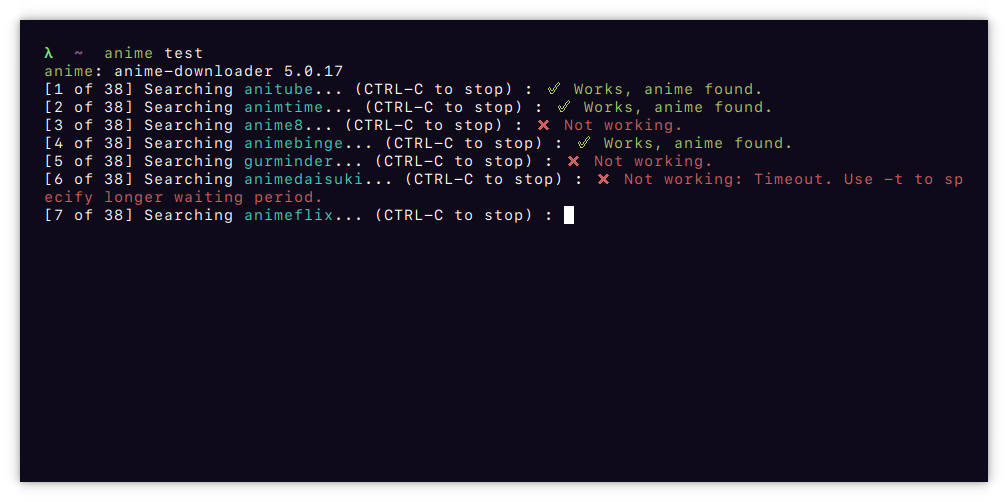 λ  ~  anime test
anime: anime-downloader 5.0.17
[1 of 38] Searching anitube... (CTRL-C to stop) : ✅ Works, anime found.
[2 of 38] Searching animtime... (CTRL-C to stop) : ✅ Works, anime found.
[3 of 38] Searching anime8... (CTRL-C to stop) : ❌ Not working.
[4 of 38] Searching animebinge... (CTRL-C to stop) : ✅ Works, anime found.
[5 of 38] Searching gurminder... (CTRL-C to stop) : ❌ Not working.
[6 of 38] Searching animedaisuki... (CTRL-C to stop) : ❌ Not working: Timeout. Use -t to sp
ecify longer waiting period.
[7 of 38] Searching animeflix... (CTRL-C to stop) :